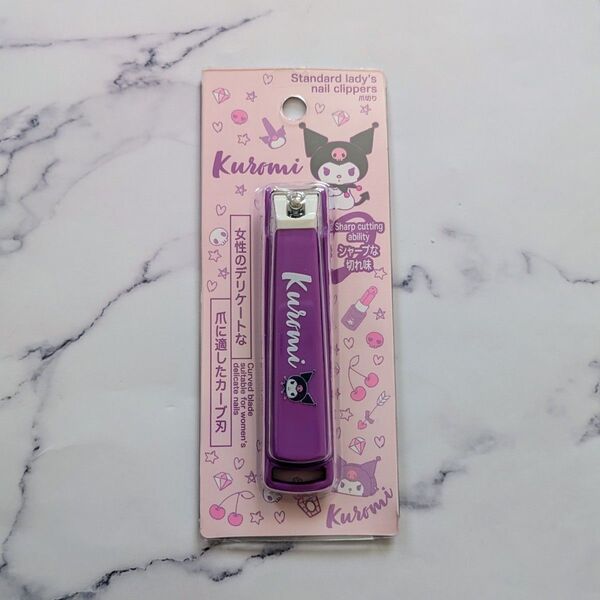 Standard lady's
nail clippers
爪切り
Kuromi
Sharp cutting
ability
シャープな
切れ味
女性のデリケートな
爪に適したカーブ刃
Curved blade
suitable for women's
delicate nails
Kuromi
Kuromi